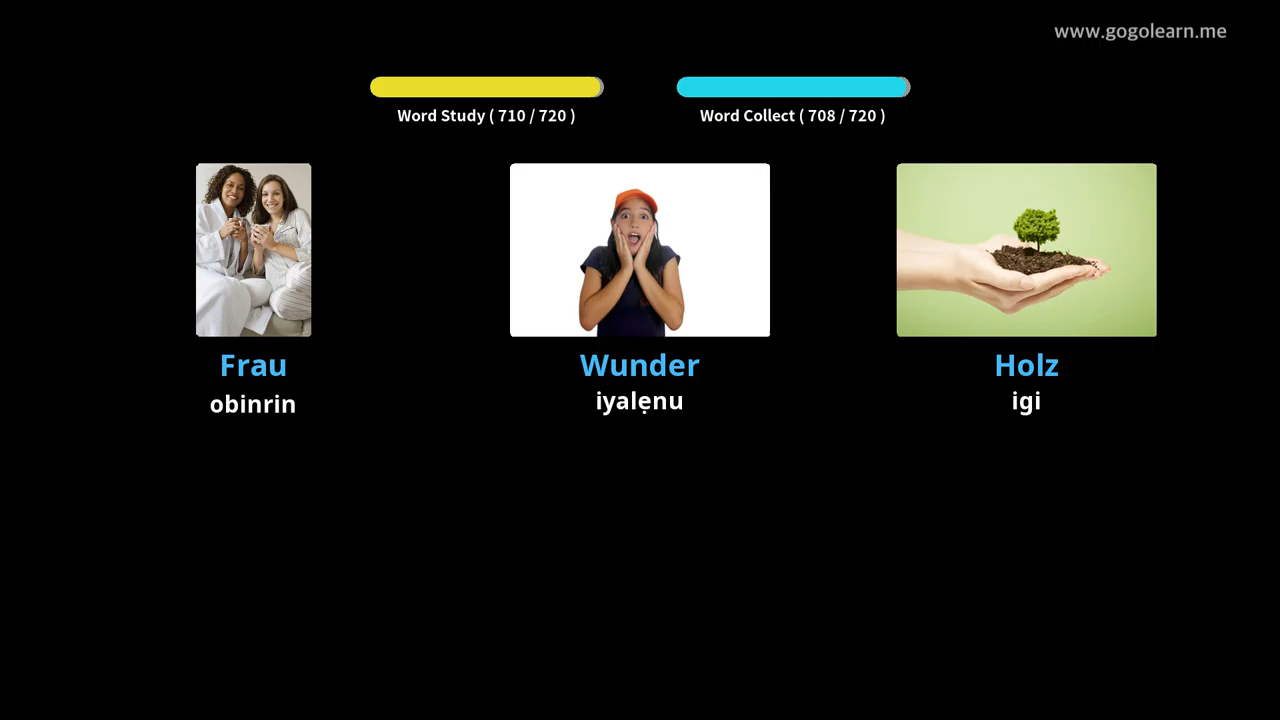 www.gogolearn.me
Word Study ( 710 / 720 )
Word Collect ( 708 / 720 )
Frau
obinrin
Wunder
iyalẹnu
Holz
igi